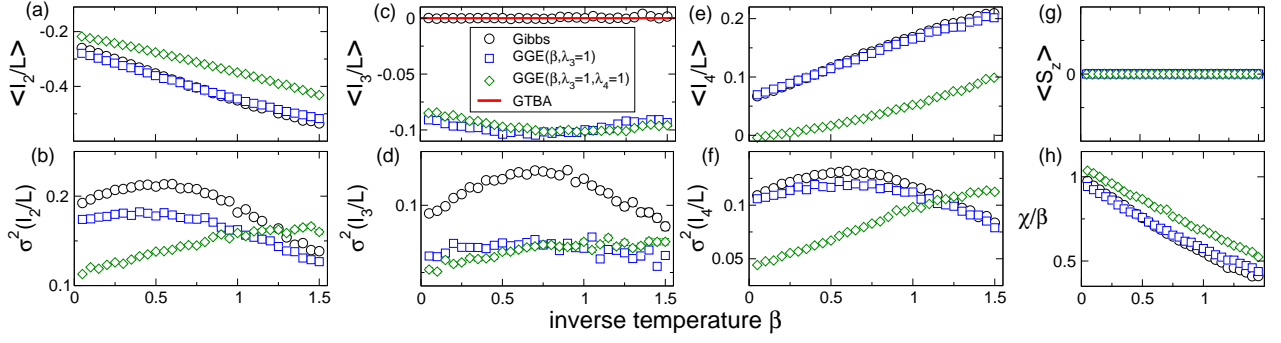 (a)
<I₂/L>
-0.2
-0.4
(b)
σ²(I₂/L)
0.2
0.1
0 0.5 1 1.5
(c)
<I₃/L>
0
-0.05
-0.1
Gibbs
GGE(β,λ₃=1)
GGE(β,λ₃=1,λ₄=1)
GTBA
(d)
σ²(I₃/L)
0.1
0 0.5 1 1.5
(e)
<I₄/L>
0.2
0.1
0
(f)
σ²(I₄/L)
0.1
0.05
0 0.5 1 1.5
(g)
<S_z>
0
(h)
χ/β
1
0.5
0 1
inverse temperature β